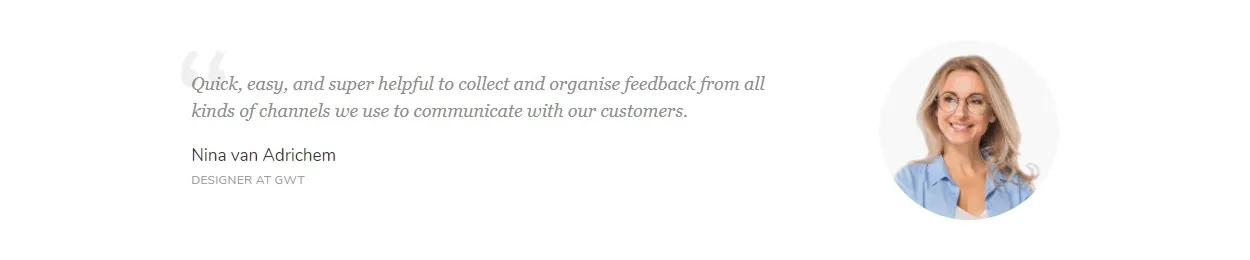 “
Quick, easy, and super helpful to collect and organise feedback from all
kinds of channels we use to communicate with our customers.
Nina van Adrichem
DESIGNER AT GWT